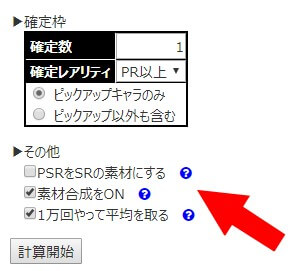 ▶確定枠
確定数 1
確定レアリティ PR以上▼
ピックアップキャラのみ
ピックアップ以外も含む
▶その他
PSRをSRの素材にする ?
素材合成をON ?
1万回やって平均を取る ?
計算開始